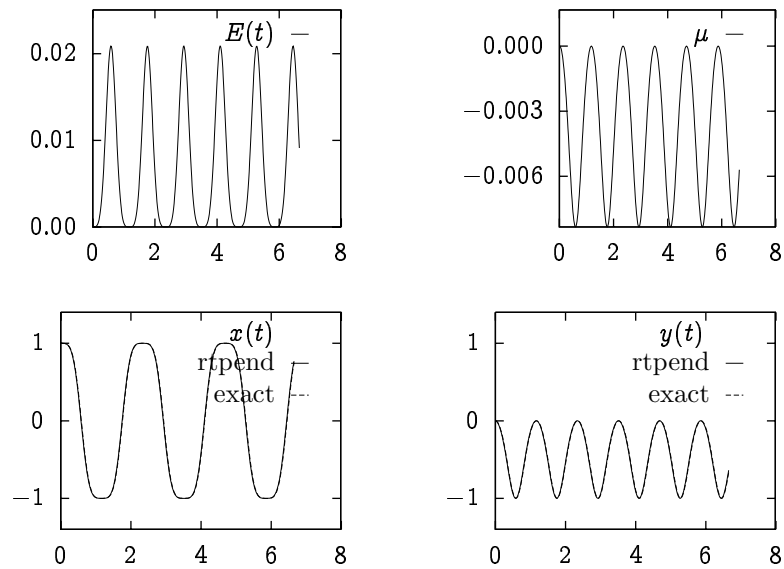 E(t)
0.02
0.01
0.00
0 2 4 6 8
μ
0.000
−0.003
−0.006
0 2 4 6 8
x(t)
rtpend
exact
1
0
−1
0 2 4 6 8
y(t)
rtpend
exact
1
0
−1
0 2 4 6 8